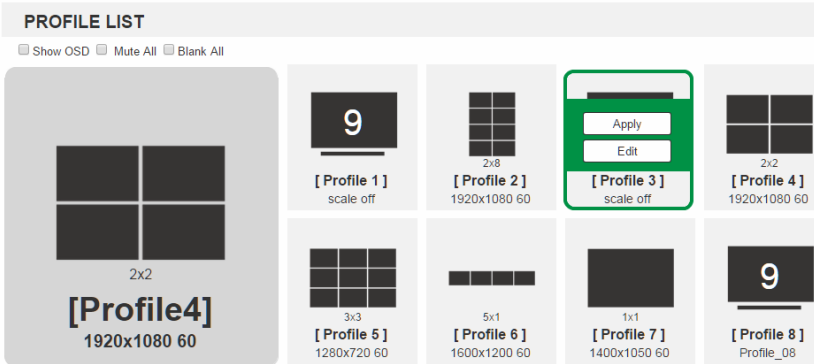 PROFILE LIST
Show OSD Mute All Blank All
2x2
[Profile4]
1920x1080 60
9
[ Profile 1 ]
scale off
2x8
[ Profile 2 ]
1920x1080 60
Apply
Edit
[ Profile 3 ]
scale off
2x2
[ Profile 4 ]
1920x1080 60
3x3
[ Profile 5 ]
1280x720 60
5x1
[ Profile 6 ]
1600x1200 60
1x1
[ Profile 7 ]
1400x1050 60
9
[ Profile 8 ]
Profile_08